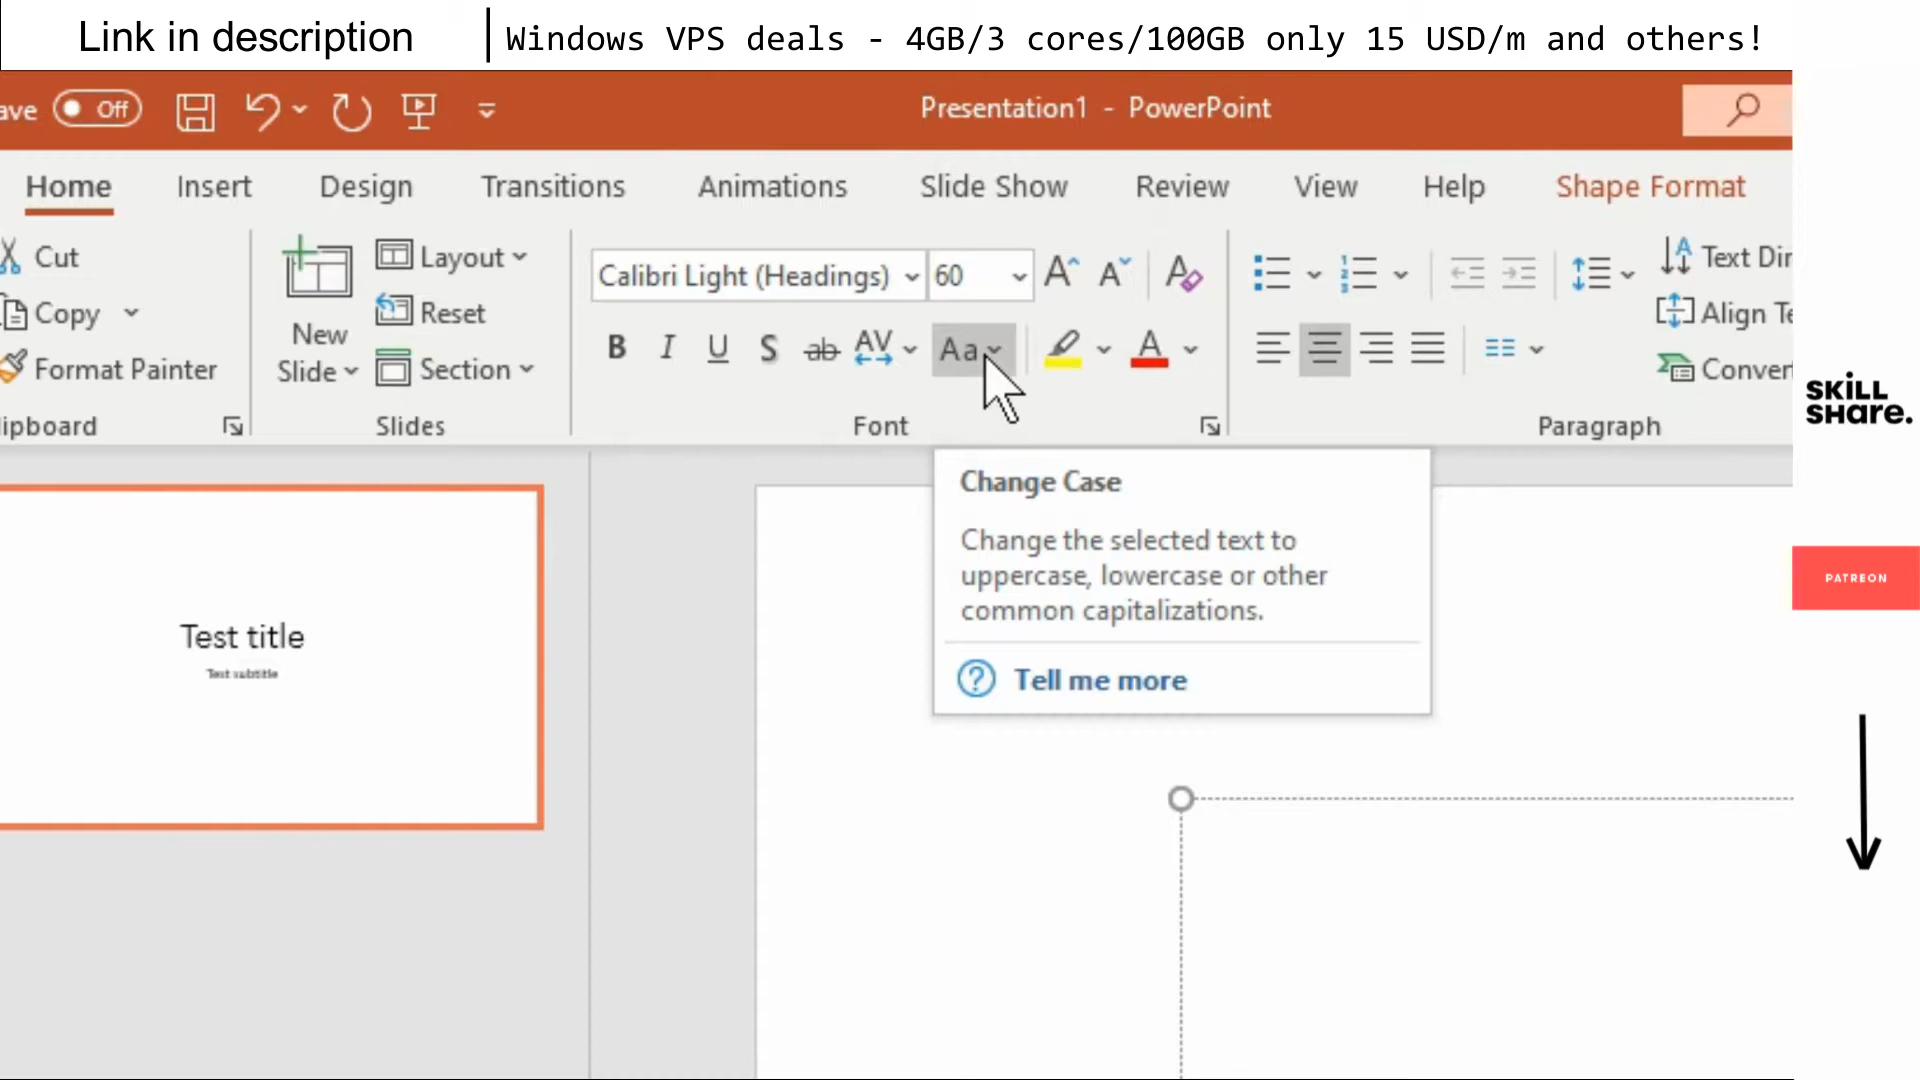 Link in description
Windows VPS deals - 4GB/3 cores/100GB only 15 USD/m and others!
ave Off
Presentation1 - PowerPoint
Home Insert Design Transitions Animations Slide Show Review View Help Shape Format
Cut
Copy
Format Painter
lipboard
New
Slide
Layout
Reset
Section
Slides
Calibri Light (Headings) 60 A A A
B I U S ab AV Aa A
Font
Text Dir
Align Te
Conver
Paragraph
Change Case
Change the selected text to
uppercase, lowercase or other
common capitalizations.
? Tell me more
Test title
Test subtitle
SKiLL
SHare.
PATREON